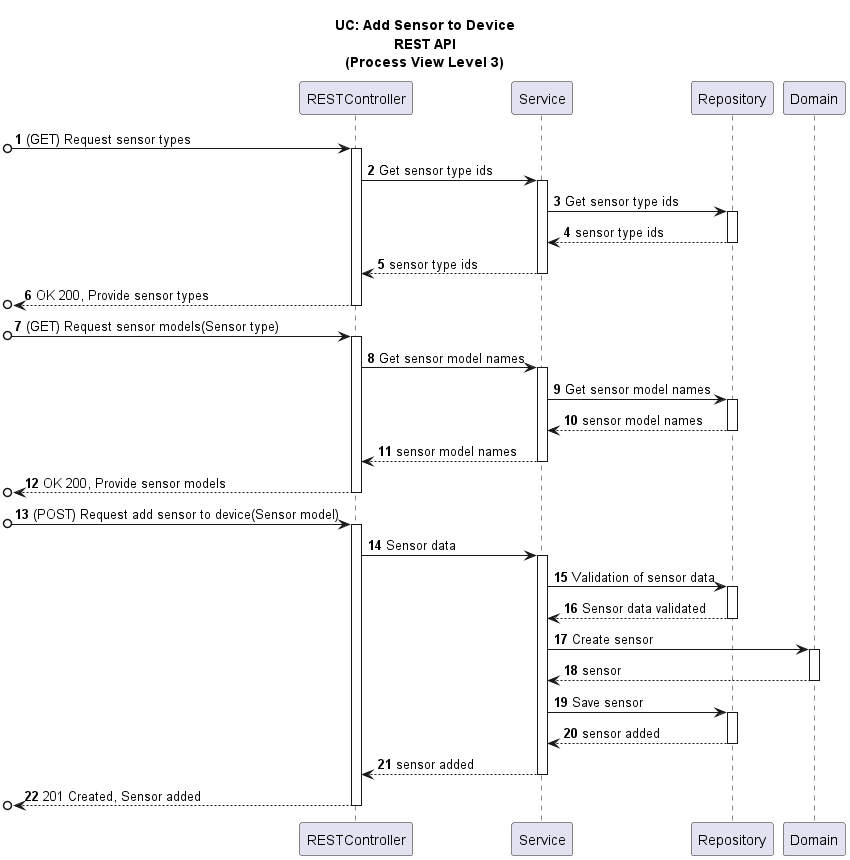 UC: Add Sensor to Device
REST API
(Process View Level 3)
RESTController Service Repository Domain
1 (GET) Request sensor types
2 Get sensor type ids
3 Get sensor type ids
4 sensor type ids
5 sensor type ids
6 OK 200, Provide sensor types
7 (GET) Request sensor models(Sensor type)
8 Get sensor model names
9 Get sensor model names
10 sensor model names
11 sensor model names
12 OK 200, Provide sensor models
13 (POST) Request add sensor to device(Sensor model)
14 Sensor data
15 Validation of sensor data
16 Sensor data validated
17 Create sensor
18 sensor
19 Save sensor
20 sensor added
21 sensor added
22 201 Created, Sensor added
RESTController Service Repository Domain